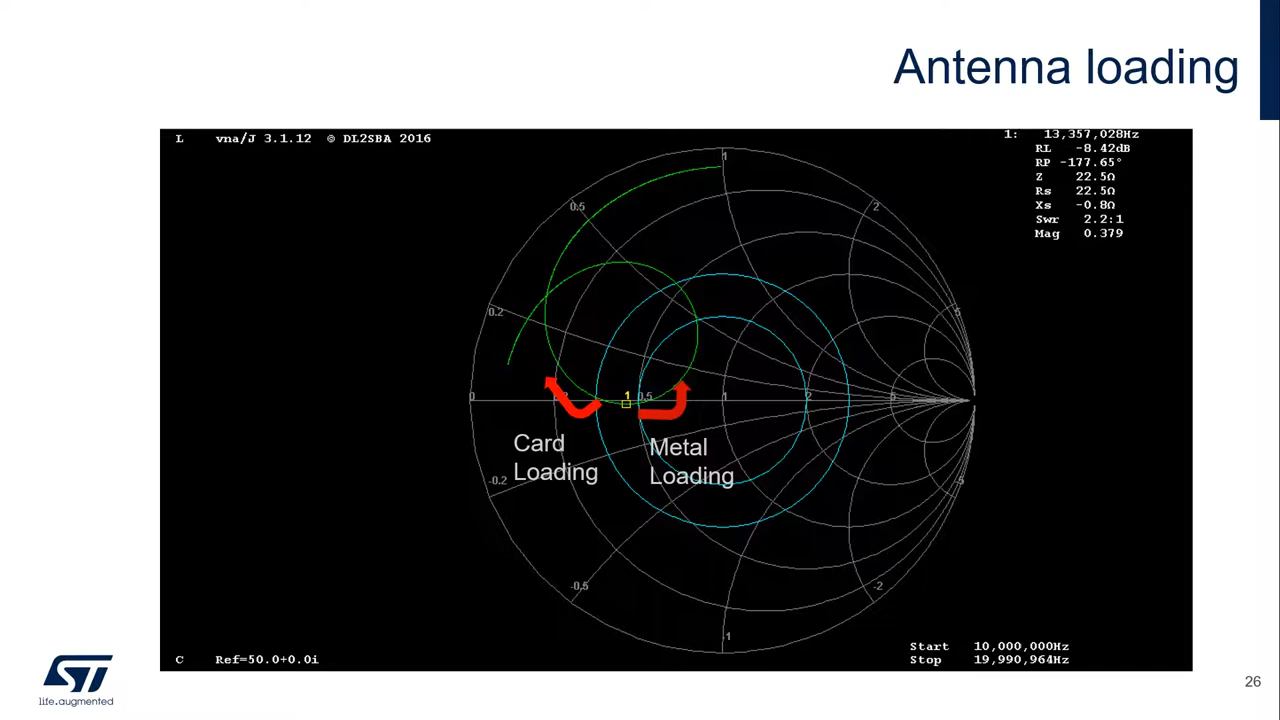 Antenna loading
L vna/J 3.1.12 © DL2SBA 2016
1: 13,357,028Hz
RL -8.42dB
RP -177.65°
Z 22.5Ω
Rs 22.5Ω
Xs -0.8Ω
Swr 2.2:1
Mag 0.379
1
0.5
2
0.2
5
0
0.2
1
0.5
1
2
Card
Loading
Metal
Loading
-0.2
-5
-0.5
-2
-1
C Ref=50.0+0.0i
Start 10,000,000Hz
Stop 19,990,964Hz
ST
life.augmented
26